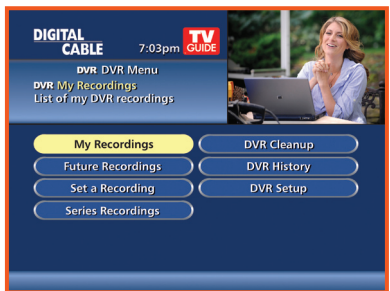 DIGITAL
CABLE
7:03pm
TV
GUIDE
DVR DVR Menu
DVR My Recordings
List of my DVR recordings
My Recordings
DVR Cleanup
Future Recordings
DVR History
Set a Recording
DVR Setup
Series Recordings